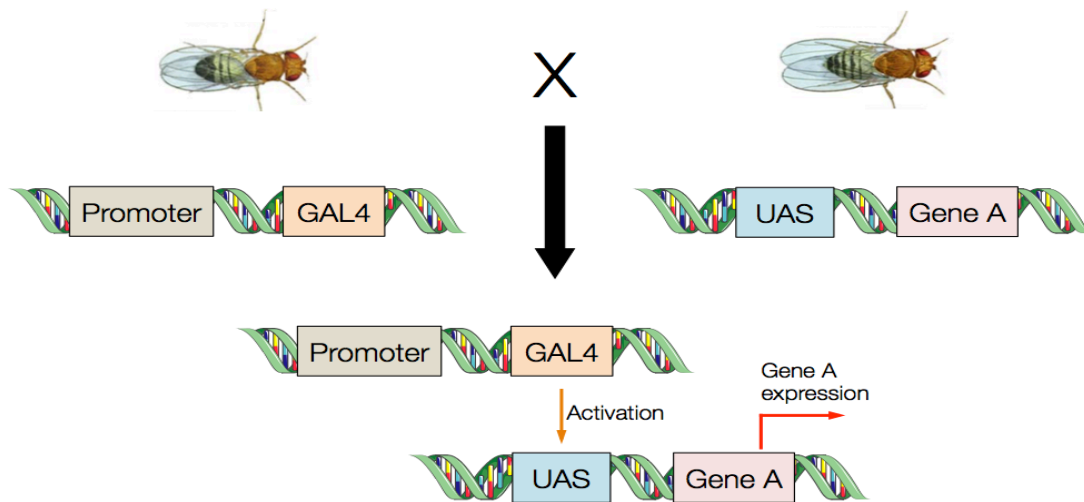 X
Promoter
GAL4
UAS
Gene A
Promoter
GAL4
Gene A
expression
Activation
UAS
Gene A